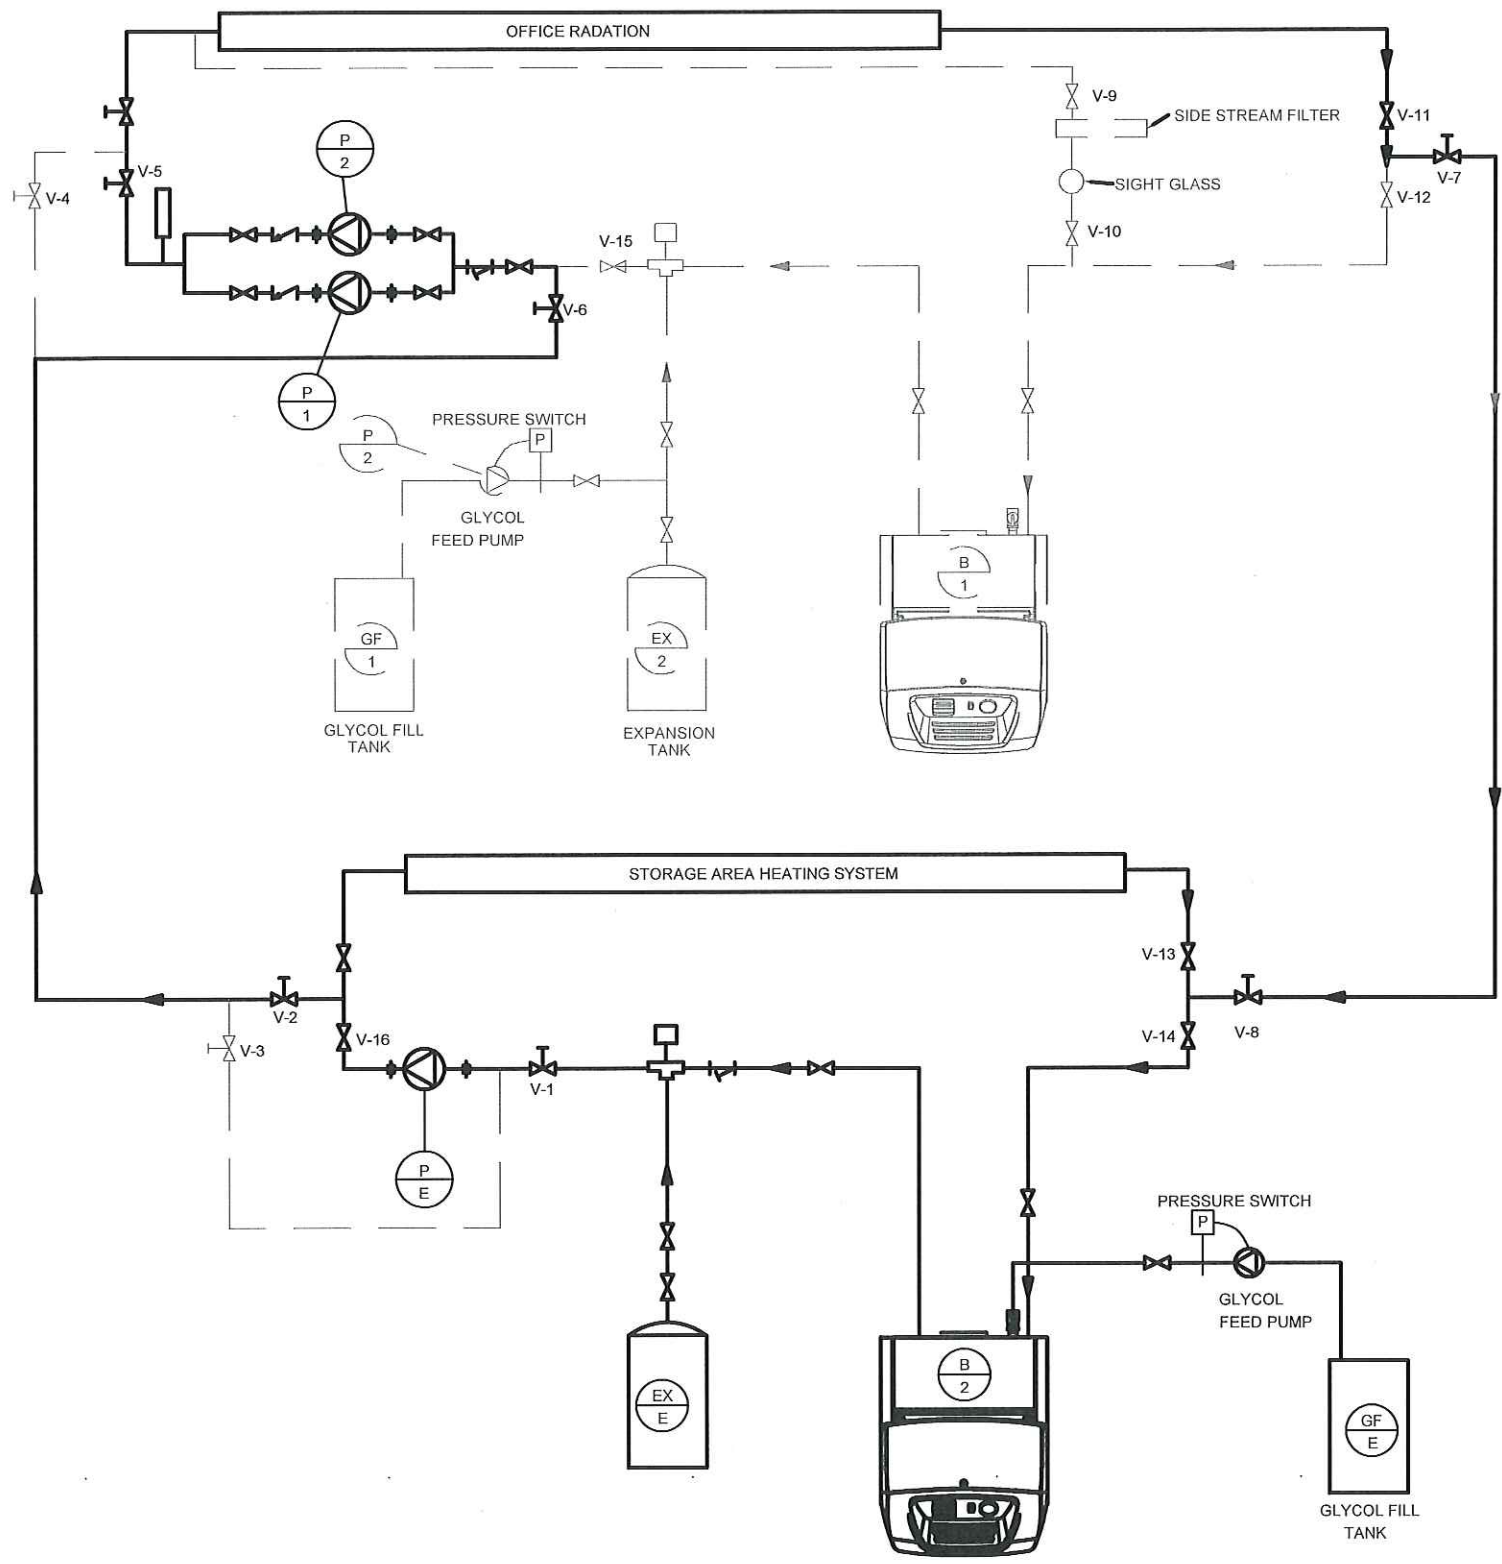 OFFICE RADATION
V-9
SIDE STREAM FILTER
V-11
P
2
V-5
V-7
SIGHT GLASS
V-4
V-12
V-10
V-15
V-6
P
1
PRESSURE SWITCH
P
P
2
GLYCOL
FEED PUMP
B
1
GF
1
EX
2
GLYCOL FILL
TANK
EXPANSION
TANK
STORAGE AREA HEATING SYSTEM
V-13
V-2
V-16
V-14
V-8
V-3
V-1
P
E
PRESSURE SWITCH
P
GLYCOL
FEED PUMP
B
2
EX
E
GF
E
GLYCOL FILL
TANK